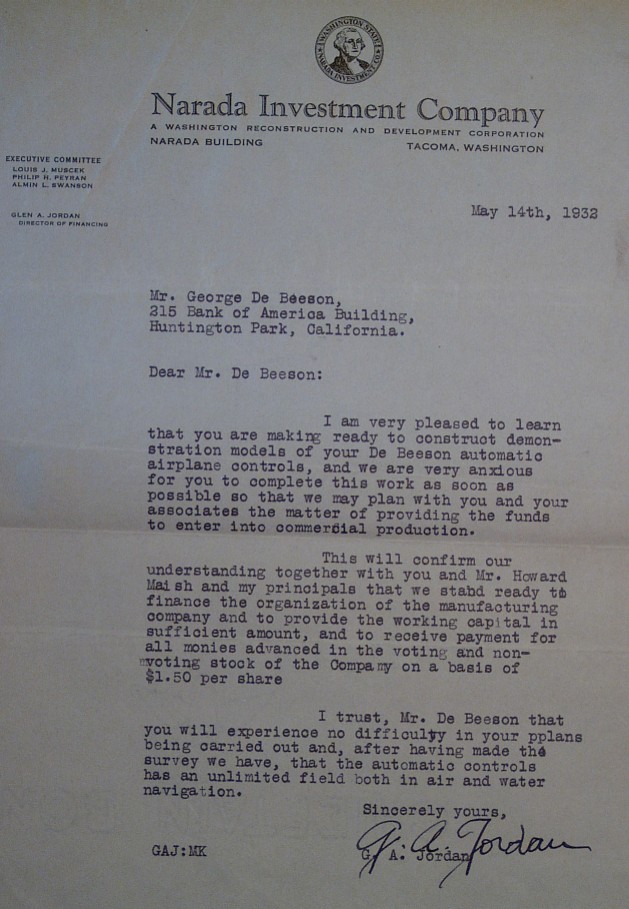 WASHINGTON STATE
NARADA INVESTMENT CO.
Narada Investment Company
A WASHINGTON RECONSTRUCTION AND DEVELOPMENT CORPORATION
NARADA BUILDING TACOMA, WASHINGTON
EXECUTIVE COMMITTEE
LOUIS J. MUSCEK
PHILIP H. PEYRAN
ALMIN L. SWANSON
GLEN A. JORDAN
DIRECTOR OF FINANCING
May 14th, 1932
Mr. George De Beeson,
215 Bank of America Building,
Huntington Park, California.
Dear Mr. De Beeson:
I am very pleased to learn
that you are making ready to construct demon-
stration models of your De Beeson automatic
airplane controls, and we are very anxious
for you to complete this work as soon as
possible so that we may plan with you and your
associates the matter of providing the funds
to enter into commercial production.
This will confirm our
understanding together with you and Mr. Howard
Maish and my principals that we stabd ready to
finance the organization of the manufacturing
company and to provide the working capital in
sufficient amount, and to receive payment for
all monies advanced in the voting and non-
voting stock of the Company on a basis of
$1.50 per share
I trust, Mr. De Beeson that
you will experience no difficulty in your pplans
being carried out and, after having made the
survey we have, that the automatic controls
has an unlimited field both in air and water
navigation.
Sincerely yours,
G. A. Jordan
GAJ:MK G. A. Jordan